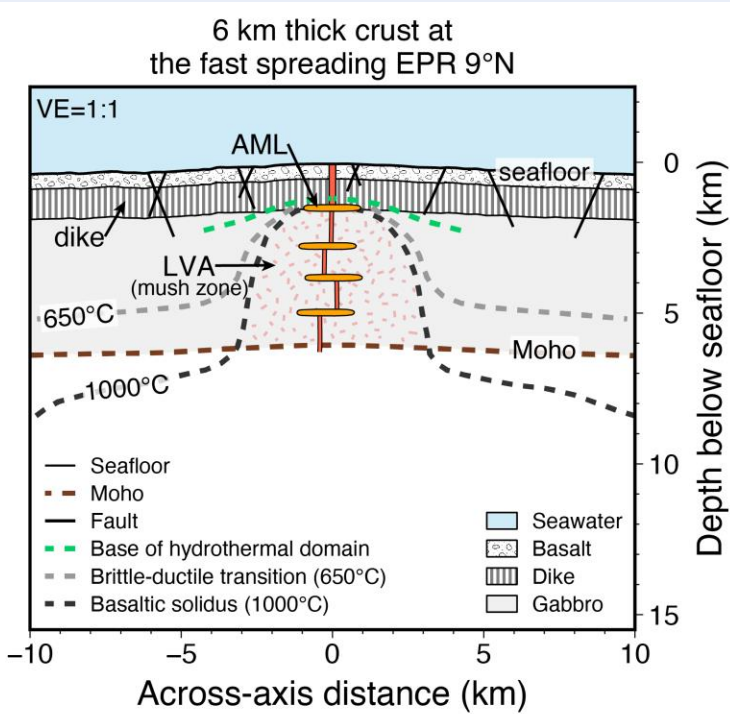 6 km thick crust at
the fast spreading EPR 9°N
VE=1:1
AML
seafloor
dike
LVA
(mush zone)
650°C
Moho
1000°C
Seafloor
Moho
Fault
Base of hydrothermal domain
Brittle-ductile transition (650°C)
Basaltic solidus (1000°C)
Seawater
Basalt
Dike
Gabbro
0
5
10
15
Depth below seafloor (km)
−10 −5 0 5 10
Across-axis distance (km)